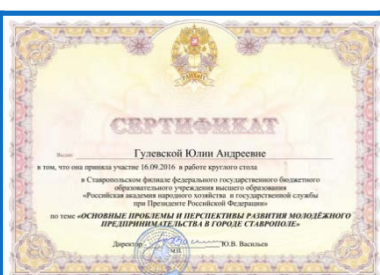 СЕРТИФИКАТ
Гулевской Юлии Андреевне
в том, что она приняла участие 16.09.2016 в работе круглого стола
в Ставропольском филиале федерального государственного бюджетного
образовательного учреждения высшего образования
«Российская академия народного хозяйства и государственной службы
при Президенте Российской Федерации»
по теме «ОСНОВНЫЕ ПРОБЛЕМЫ И ПЕРСПЕКТИВЫ РАЗВИТИЯ МОЛОДЁЖНОГО
ПРЕДПРИНИМАТЕЛЬСТВА В ГОРОДЕ СТАВРОПОЛЕ»
Директор Ю.В. Васильев
М.П.